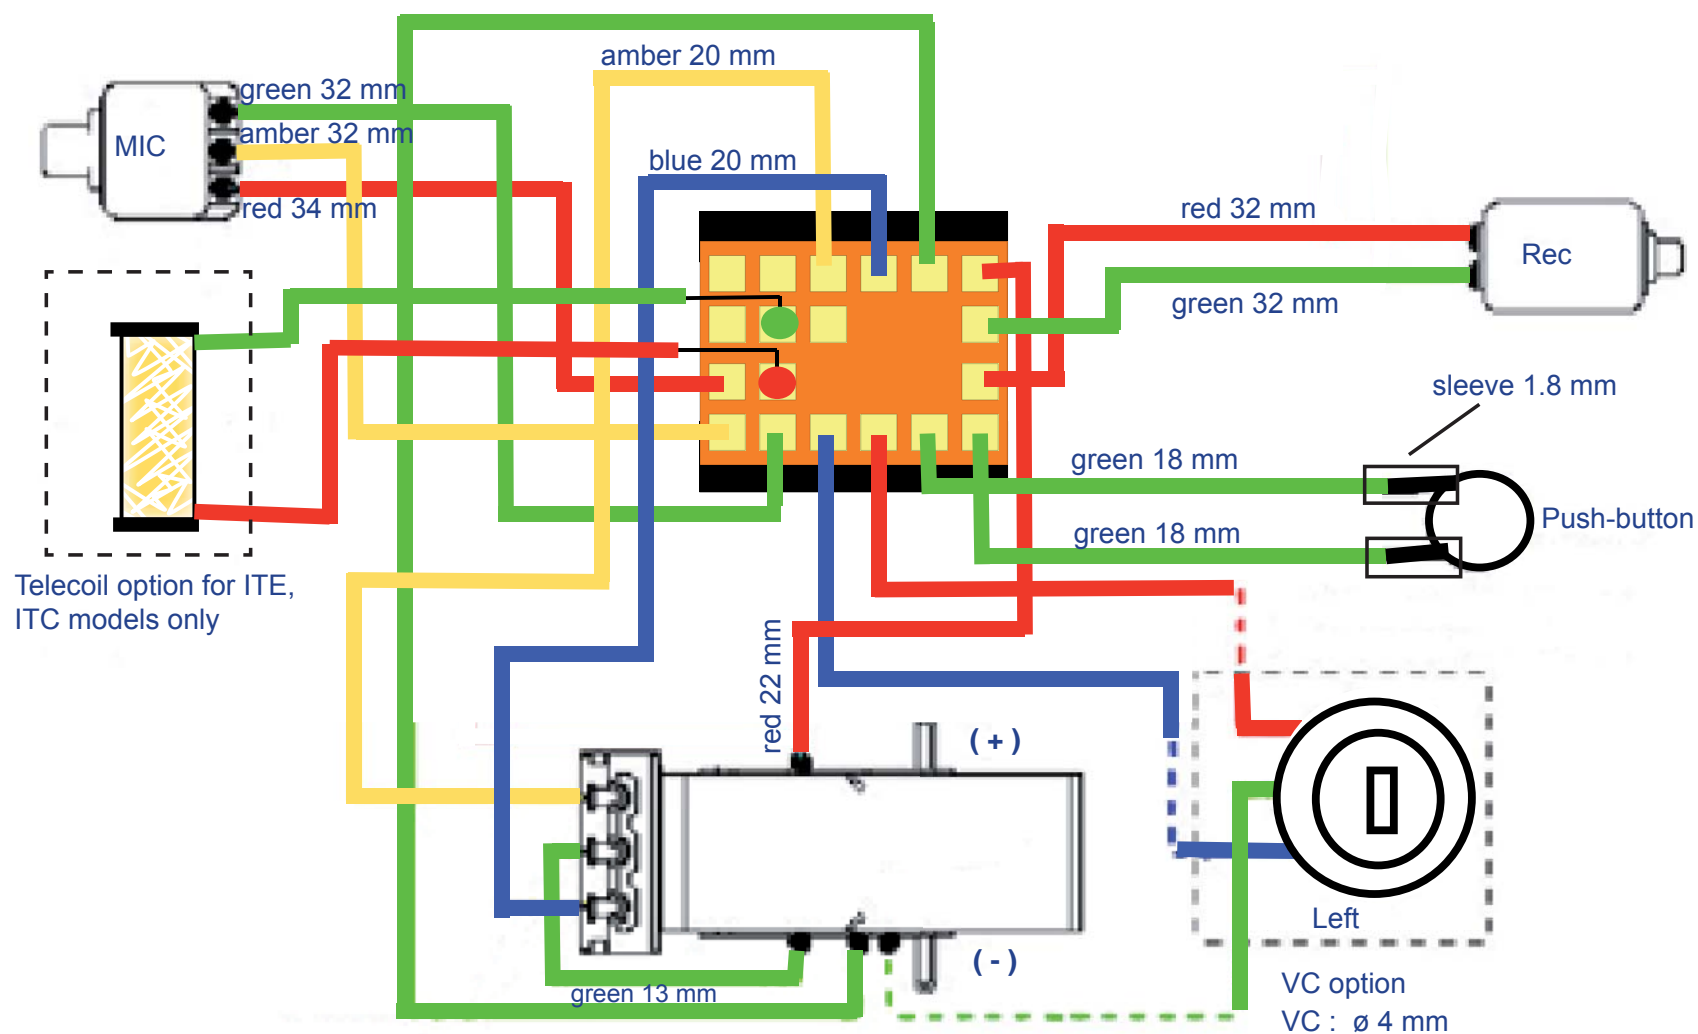 amber 20 mm
green 32 mm
amber 32 mm
MIC
blue 20 mm
red 34 mm
red 32 mm
Rec
green 32 mm
sleeve 1.8 mm
green 18 mm
Push-button
green 18 mm
Telecoil option for ITE,
ITC models only
red 22 mm
(+)
Left
(-)
green 13 mm
VC option
VC : ø 4 mm